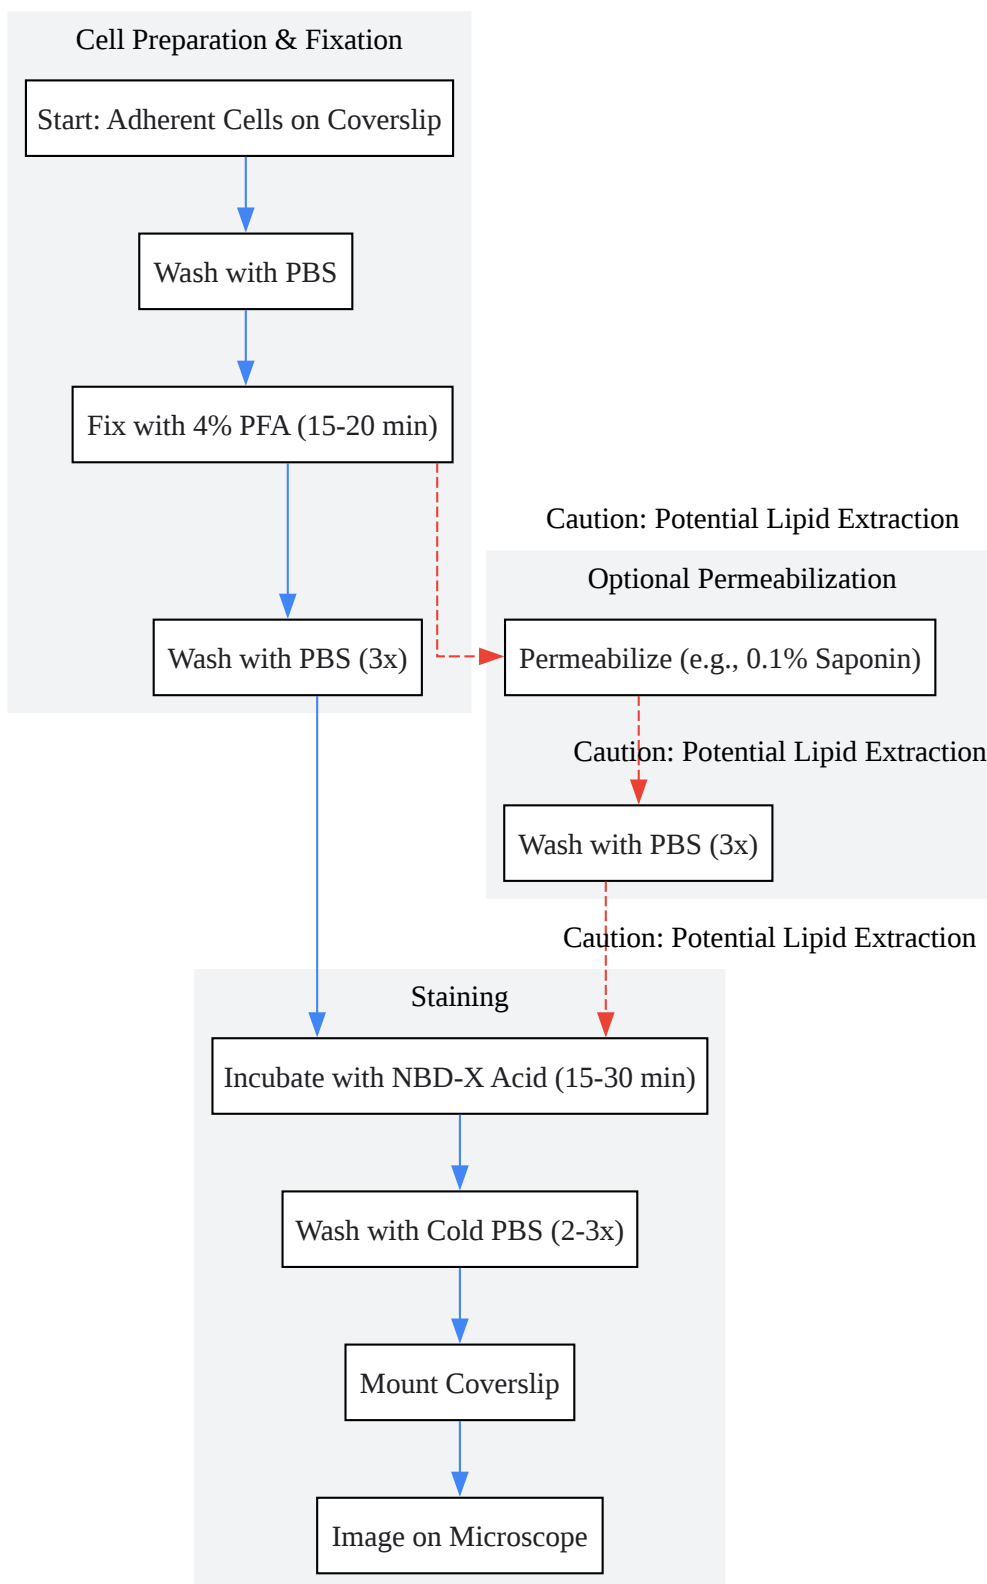 Cell Preparation & Fixation
Start: Adherent Cells on Coverslip
Wash with PBS
Fix with 4% PFA (15-20 min)
Wash with PBS (3x)
Caution: Potential Lipid Extraction
Optional Permeabilization
Permeabilize (e.g., 0.1% Saponin)
Caution: Potential Lipid Extraction
Wash with PBS (3x)
Caution: Potential Lipid Extraction
Staining
Incubate with NBD-X Acid (15-30 min)
Wash with Cold PBS (2-3x)
Mount Coverslip
Image on Microscope